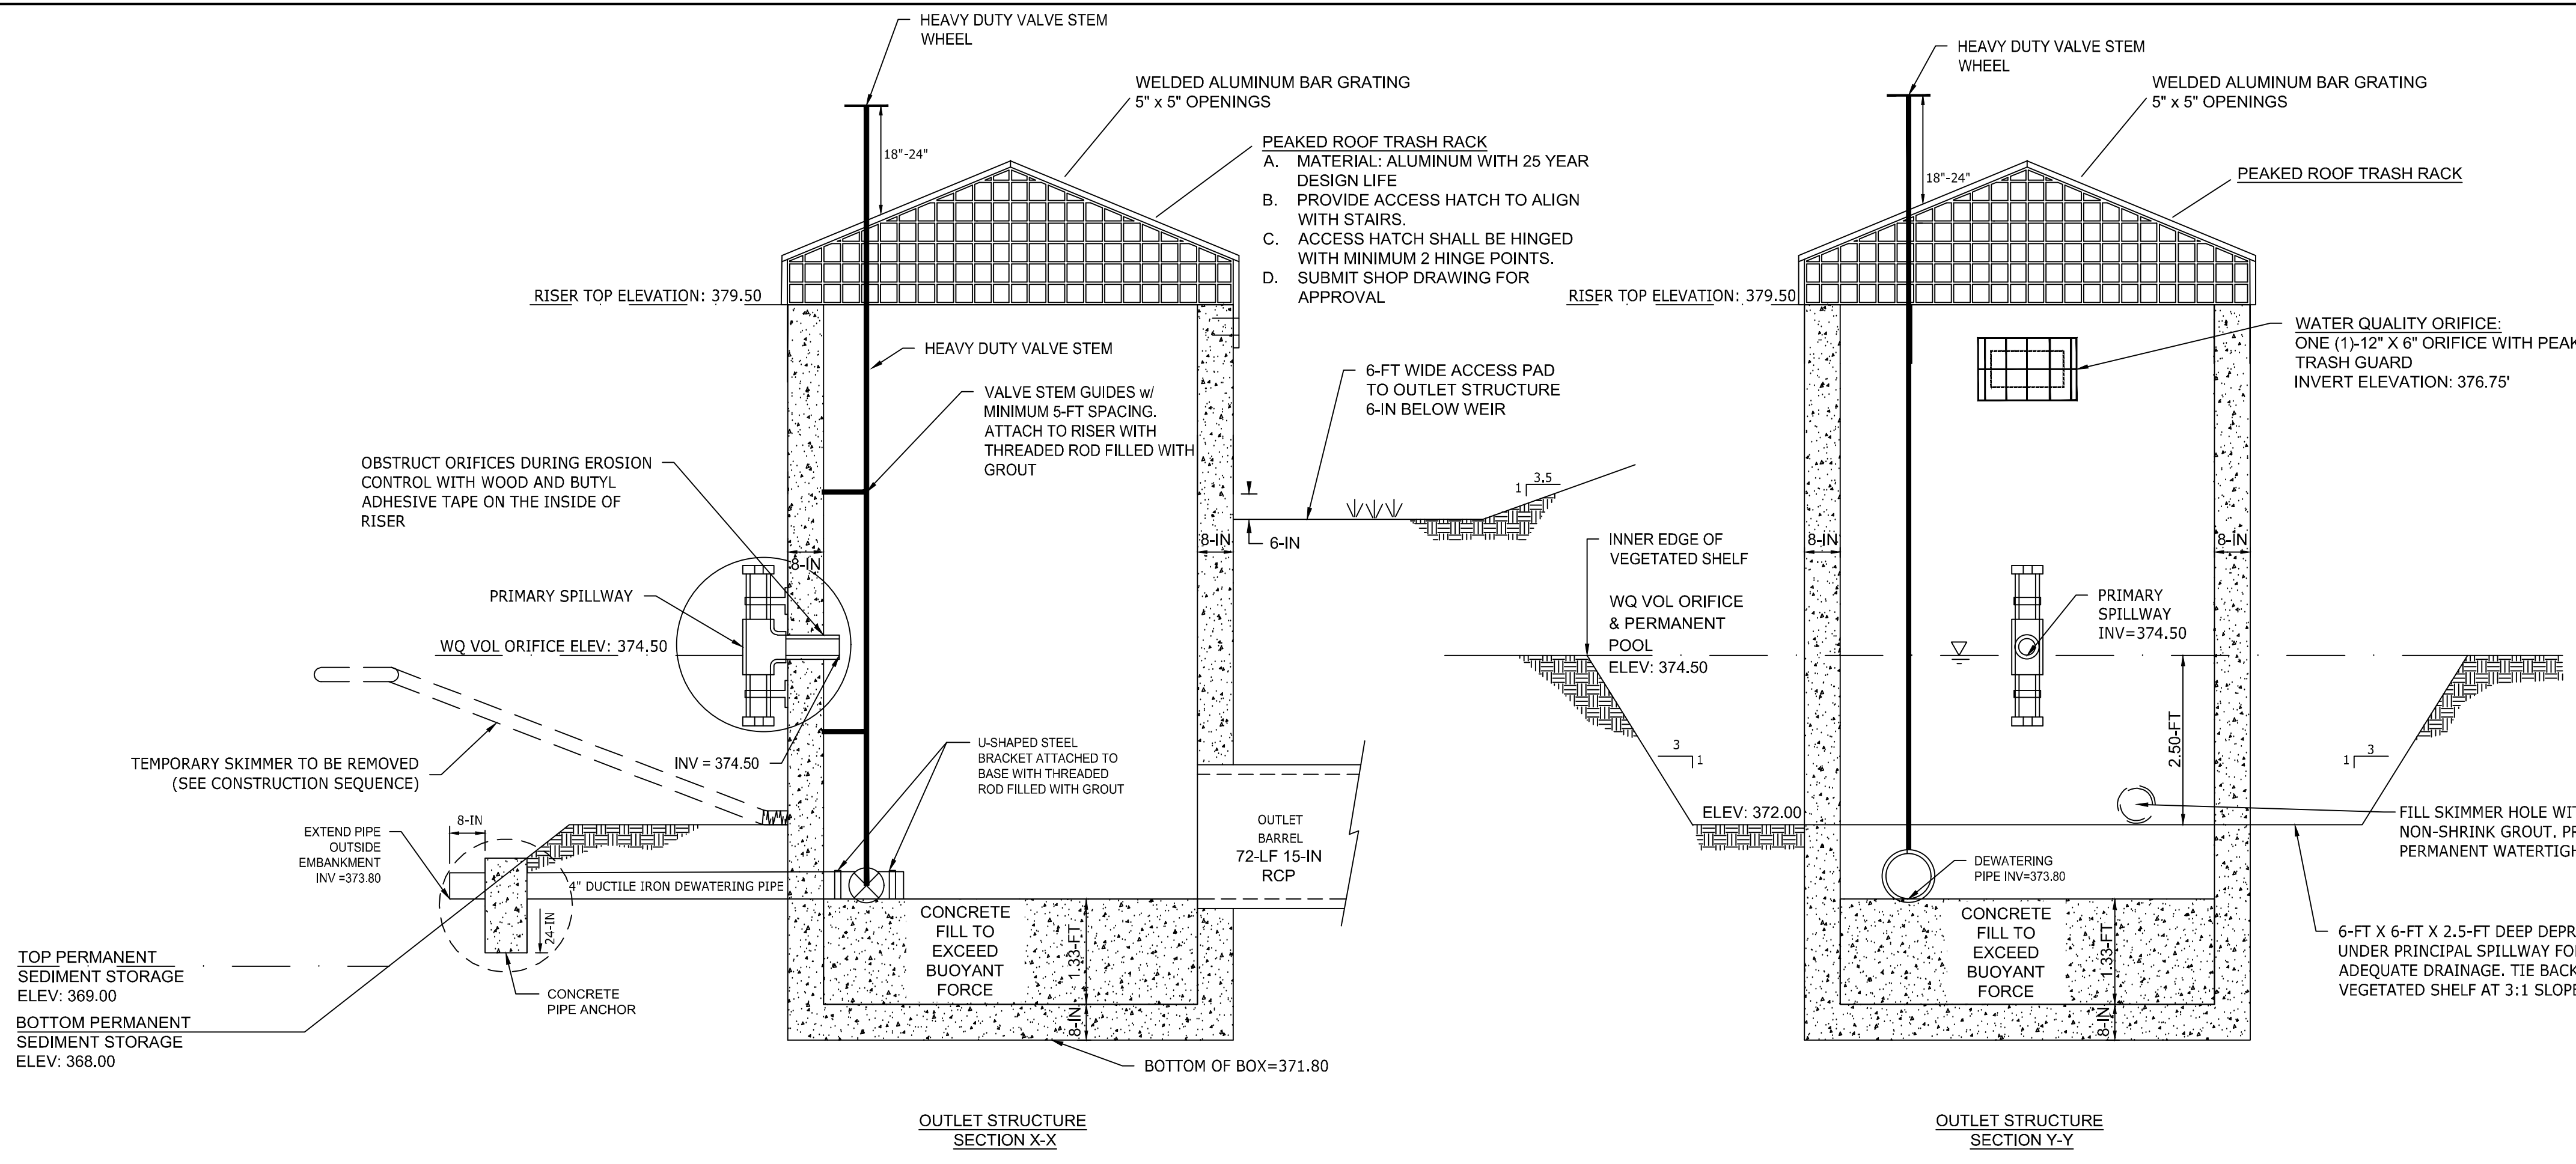 HEAVY DUTY VALVE STEM
WHEEL
WELDED ALUMINUM BAR GRATING
5" x 5" OPENINGS
18"-24"
PEAKED ROOF TRASH RACK
A. MATERIAL: ALUMINUM WITH 25 YEAR
DESIGN LIFE
B. PROVIDE ACCESS HATCH TO ALIGN
WITH STAIRS.
C. ACCESS HATCH SHALL BE HINGED
WITH MINIMUM 2 HINGE POINTS.
D. SUBMIT SHOP DRAWING FOR
APPROVAL
RISER TOP ELEVATION: 379.50
HEAVY DUTY VALVE STEM
VALVE STEM GUIDES w/
MINIMUM 5-FT SPACING.
ATTACH TO RISER WITH
THREADED ROD FILLED WITH
GROUT
6-FT WIDE ACCESS PAD
TO OUTLET STRUCTURE
6-IN BELOW WEIR
OBSTRUCT ORIFICES DURING EROSION
CONTROL WITH WOOD AND BUTYL
ADHESIVE TAPE ON THE INSIDE OF
RISER
1
3.5
8-IN
6-IN
8-IN
PRIMARY SPILLWAY
WQ VOL ORIFICE ELEV: 374.50
INV = 374.50
TEMPORARY SKIMMER TO BE REMOVED
(SEE CONSTRUCTION SEQUENCE)
U-SHAPED STEEL
BRACKET ATTACHED TO
BASE WITH THREADED
ROD FILLED WITH GROUT
8-IN
EXTEND PIPE
OUTSIDE
EMBANKMENT
INV =373.80
4" DUCTILE IRON DEWATERING PIPE
OUTLET
BARREL
72-LF 15-IN
RCP
24-IN
CONCRETE
FILL TO
EXCEED
BUOYANT
FORCE
1.33-FT
8-IN
TOP PERMANENT
SEDIMENT STORAGE
ELEV: 369.00
BOTTOM PERMANENT
SEDIMENT STORAGE
ELEV: 368.00
CONCRETE
PIPE ANCHOR
BOTTOM OF BOX=371.80
OUTLET STRUCTURE
SECTION X-X
HEAVY DUTY VALVE STEM
WHEEL
WELDED ALUMINUM BAR GRATING
5" x 5" OPENINGS
18"-24"
PEAKED ROOF TRASH RACK
RISER TOP ELEVATION: 379.50
WATER QUALITY ORIFICE:
ONE (1)-12" X 6" ORIFICE WITH PEAK
TRASH GUARD
INVERT ELEVATION: 376.75'
INNER EDGE OF
VEGETATED SHELF
WQ VOL ORIFICE
& PERMANENT
POOL
ELEV: 374.50
8-IN
8-IN
PRIMARY
SPILLWAY
INV=374.50
3
1
2.50-FT
3
1
ELEV: 372.00
FILL SKIMMER HOLE WIT
NON-SHRINK GROUT. PR
PERMANENT WATERTIGH
DEWATERING
PIPE INV=373.80
CONCRETE
FILL TO
EXCEED
BUOYANT
FORCE
1.33-FT
8-IN
6-FT X 6-FT X 2.5-FT DEEP DEPR
UNDER PRINCIPAL SPILLWAY FO
ADEQUATE DRAINAGE. TIE BACK
VEGETATED SHELF AT 3:1 SLOPE
OUTLET STRUCTURE
SECTION Y-Y